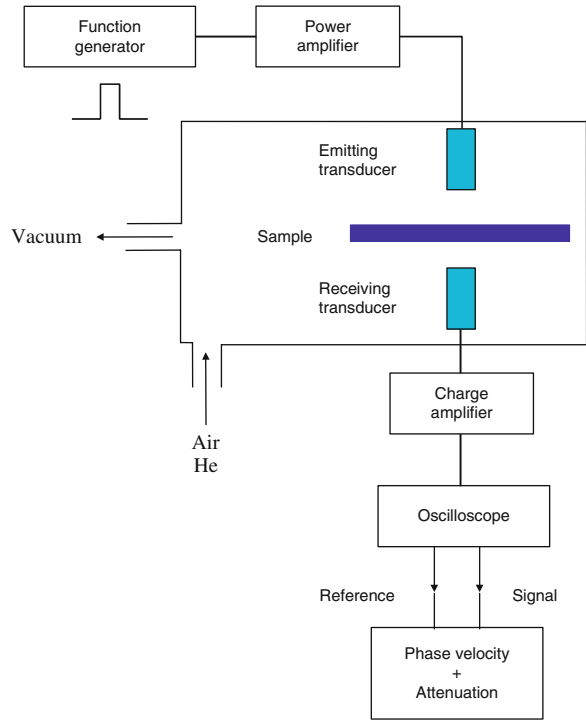 Function
generator
Power
amplifier
Emitting
transducer
Vacuum
Sample
Receiving
transducer
Air
He
Charge
amplifier
Oscilloscope
Reference
Signal
Phase velocity
+
Attenuation